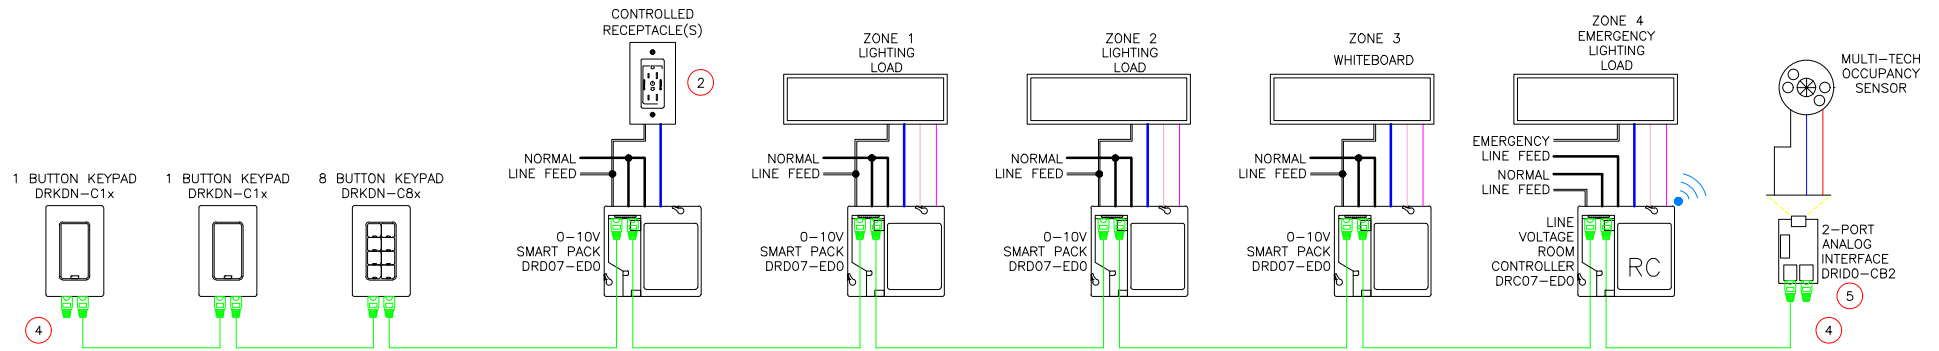 1 BUTTON KEYPAD
DRKDN-C1x
4
1 BUTTON KEYPAD
DRKDN-C1x
8 BUTTON KEYPAD
DRKDN-C8x
CONTROLLED
RECEPTACLE(S)
2
NORMAL
LINE FEED
0-10V
SMART PACK
DRD07-ED0
ZONE 1
LIGHTING
LOAD
NORMAL
LINE FEED
0-10V
SMART PACK
DRD07-ED0
ZONE 2
LIGHTING
LOAD
NORMAL
LINE FEED
0-10V
SMART PACK
DRD07-ED0
ZONE 3
WHITEBOARD
NORMAL
LINE FEED
0-10V
SMART PACK
DRD07-ED0
ZONE 4
EMERGENCY
LIGHTING
LOAD
EMERGENCY
LINE FEED
NORMAL
LINE FEED
LINE
VOLTAGE
ROOM
CONTROLLER
DRC07-ED0
RC
MULTI-TECH
OCCUPANCY
SENSOR
2-PORT
ANALOG
INTERFACE
DRID0-CB2
5
4